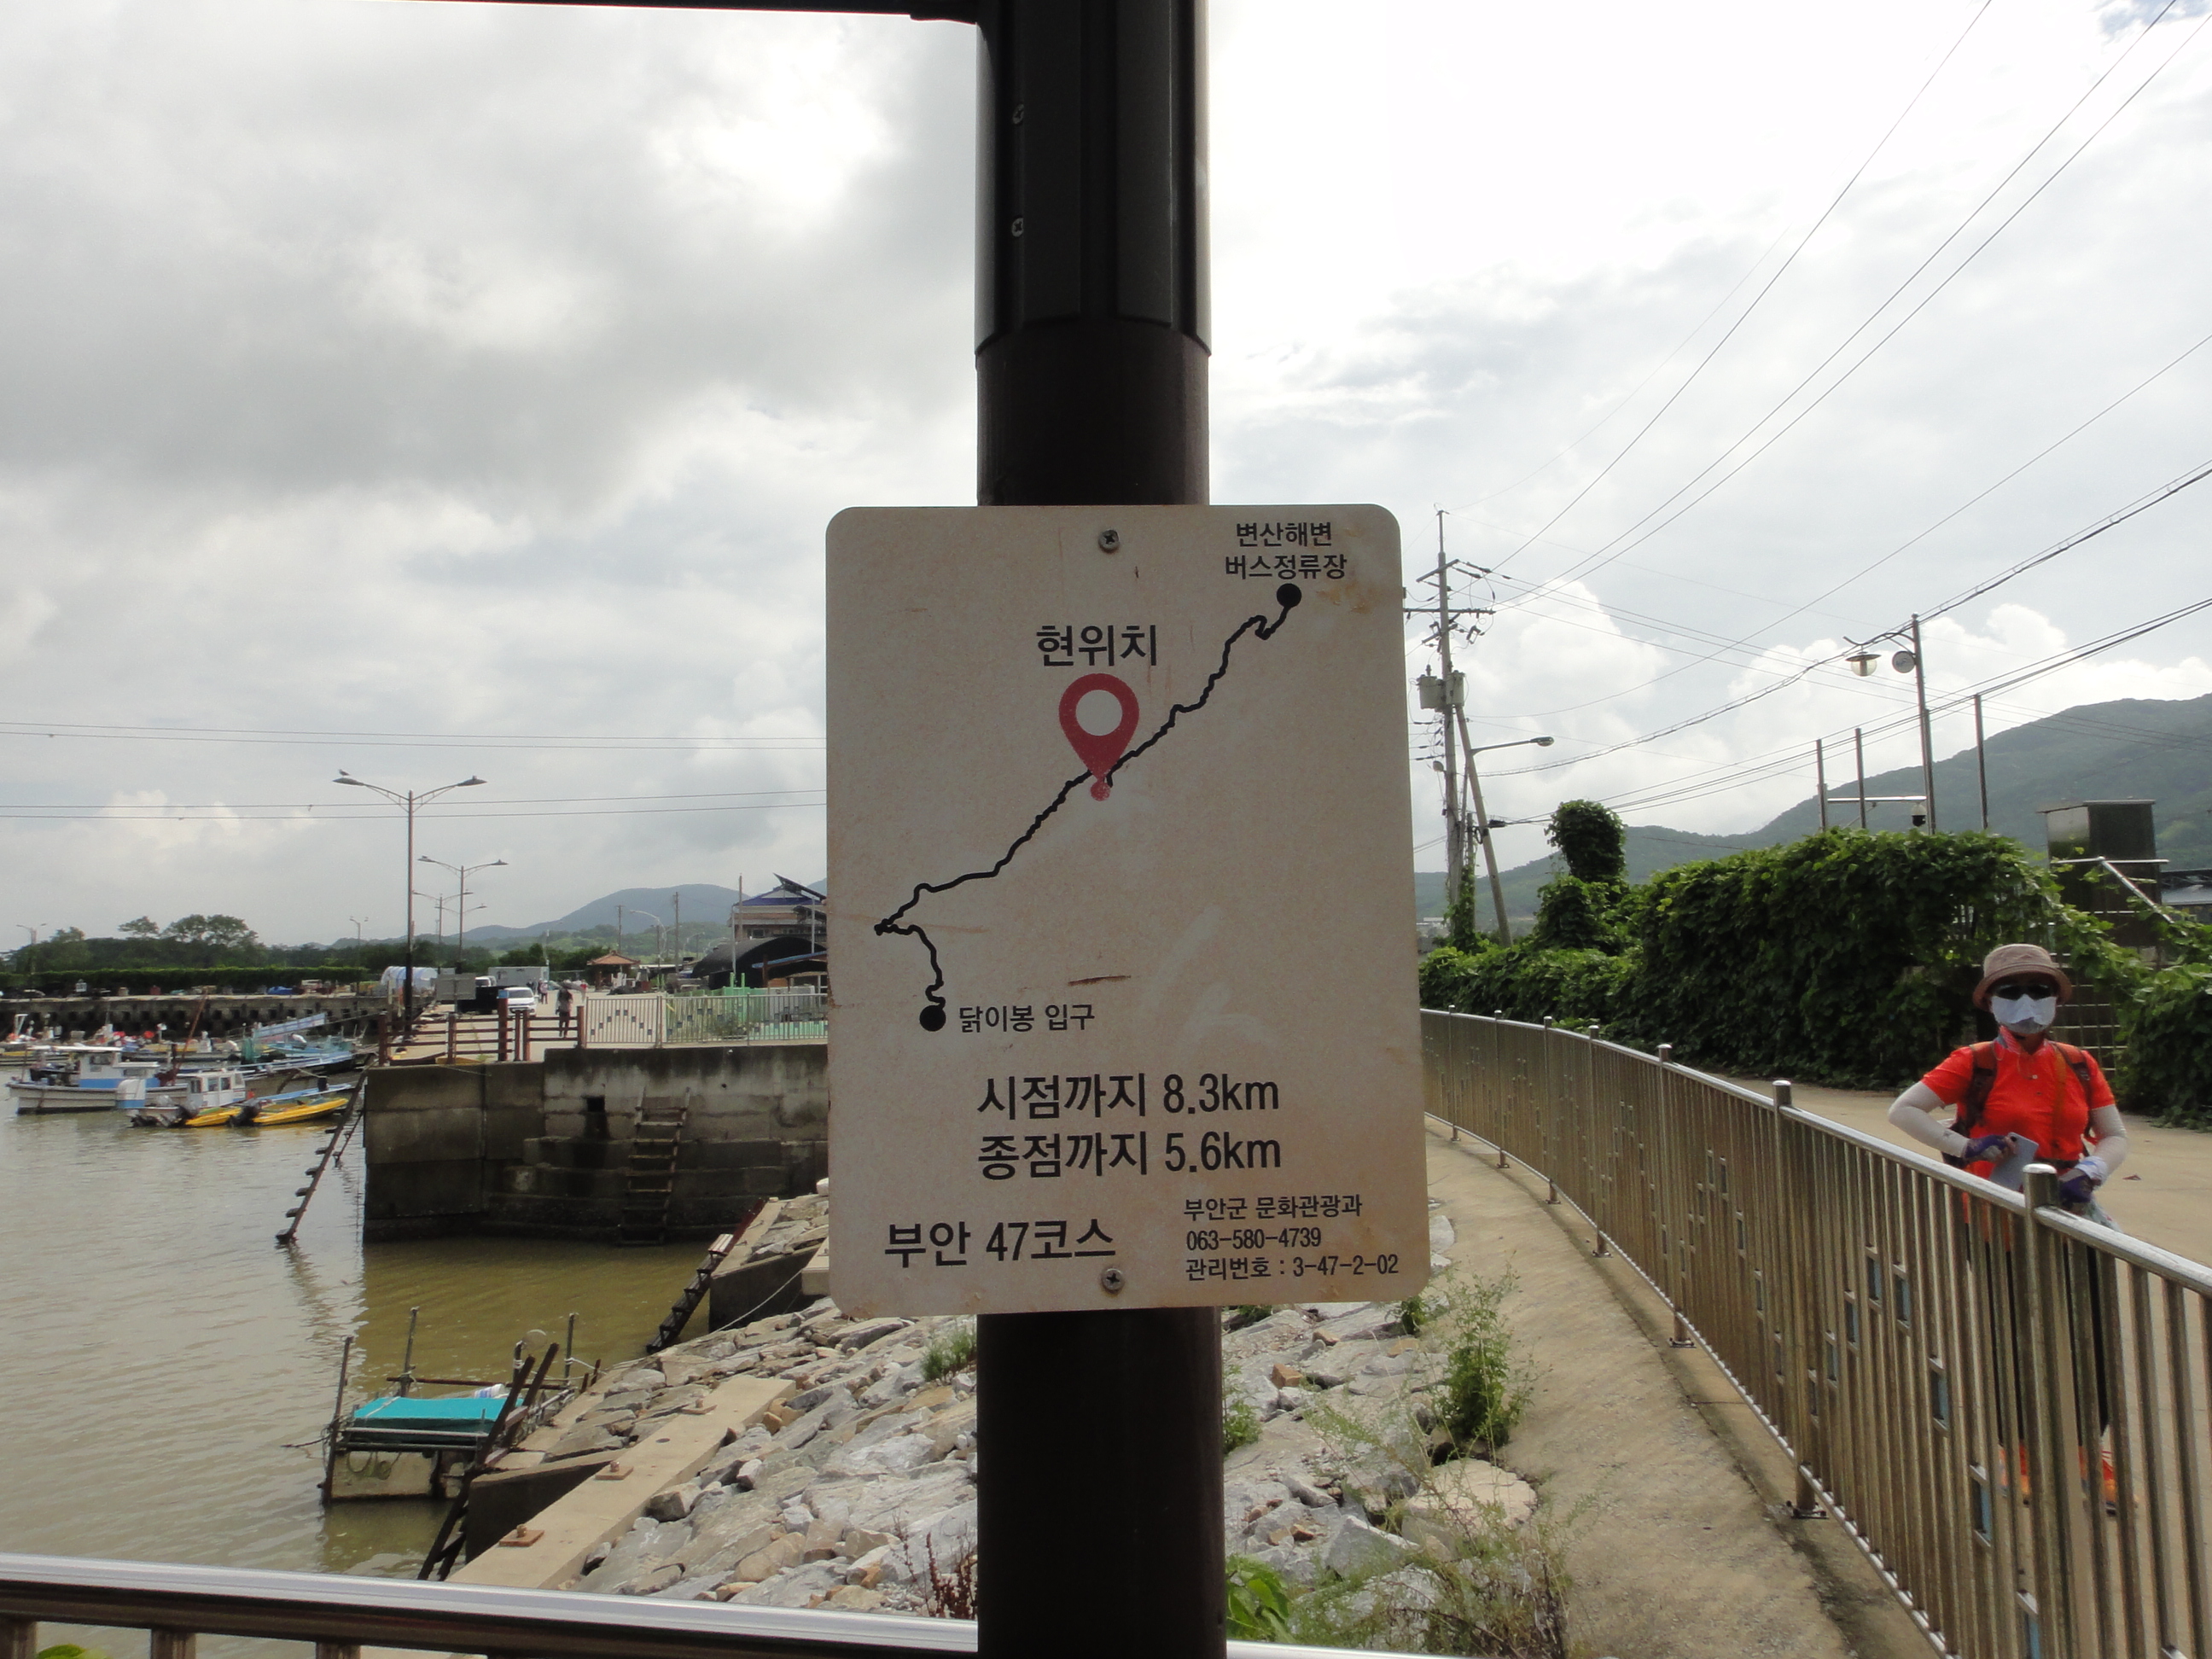 변산해변
버스정류장
현위치
닭이봉 입구
시점까지 8.3km
종점까지 5.6km
부안 47코스
부안군 문화관광과
063-580-4739
관리번호 : 3-47-2-02